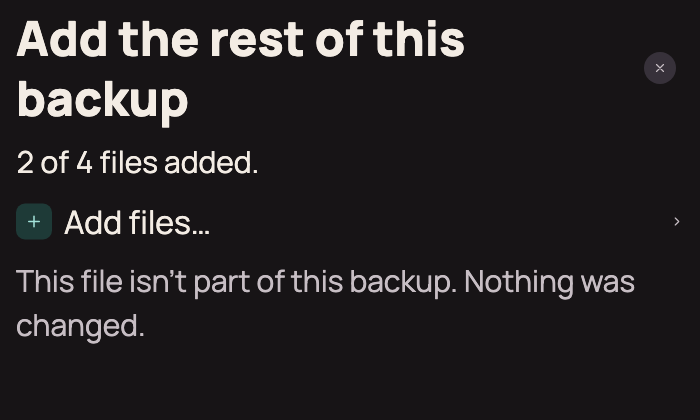 Add the rest of this
backup
2 of 4 files added.
Add files…
This file isn’t part of this backup. Nothing was
changed.